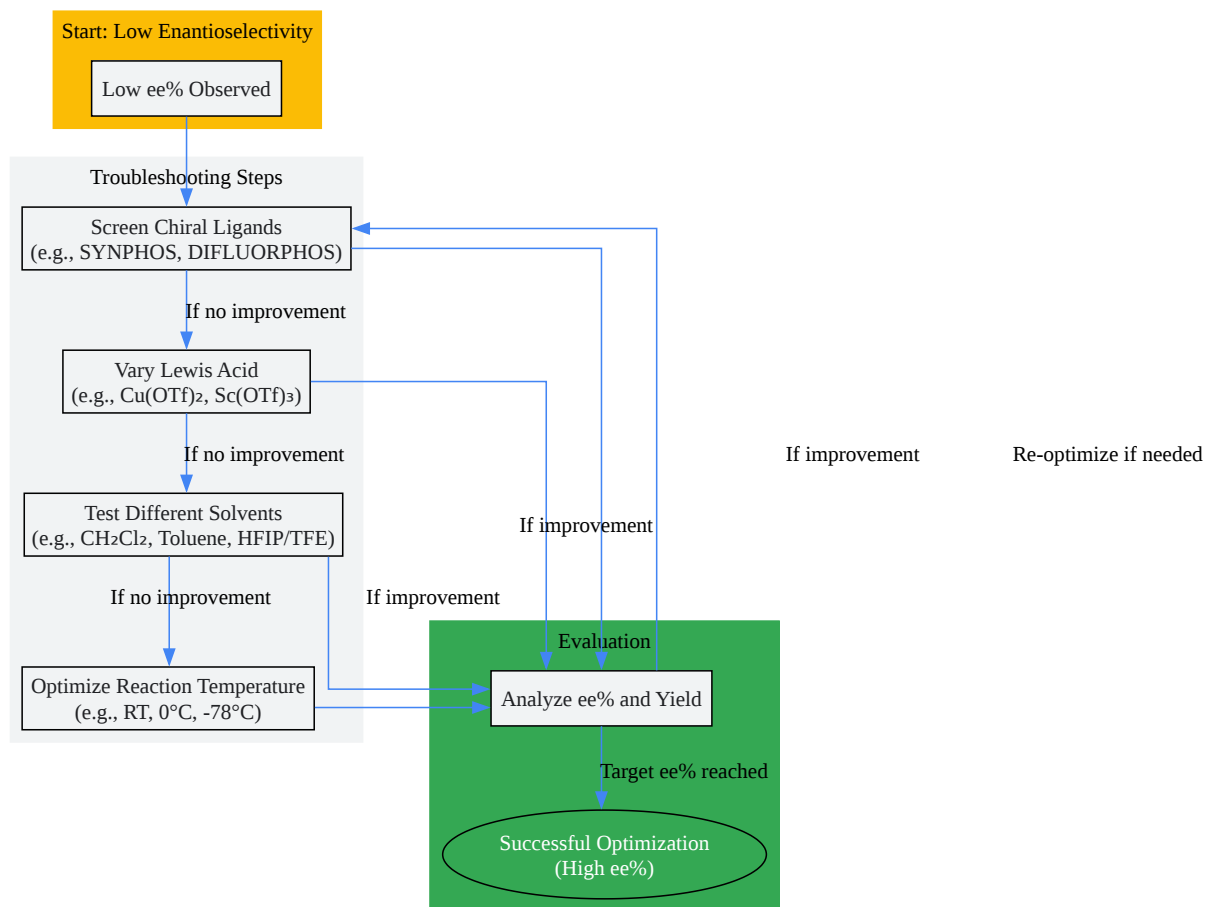 Start: Low Enantioselectivity
Low ee% Observed
Troubleshooting Steps
Screen Chiral Ligands
(e.g., SYNPHOS, DIFLUORPHOS)
If no improvement
Vary Lewis Acid
(e.g., Cu(OTf)₂, Sc(OTf)₃)
If no improvement
If improvement
Re-optimize if needed
Test Different Solvents
(e.g., CH₂Cl₂, Toluene, HFIP/TFE)
If improvement
If no improvement
If improvement
Evaluation
Optimize Reaction Temperature
(e.g., RT, 0°C, -78°C)
Analyze ee% and Yield
Target ee% reached
Successful Optimization
(High ee%)